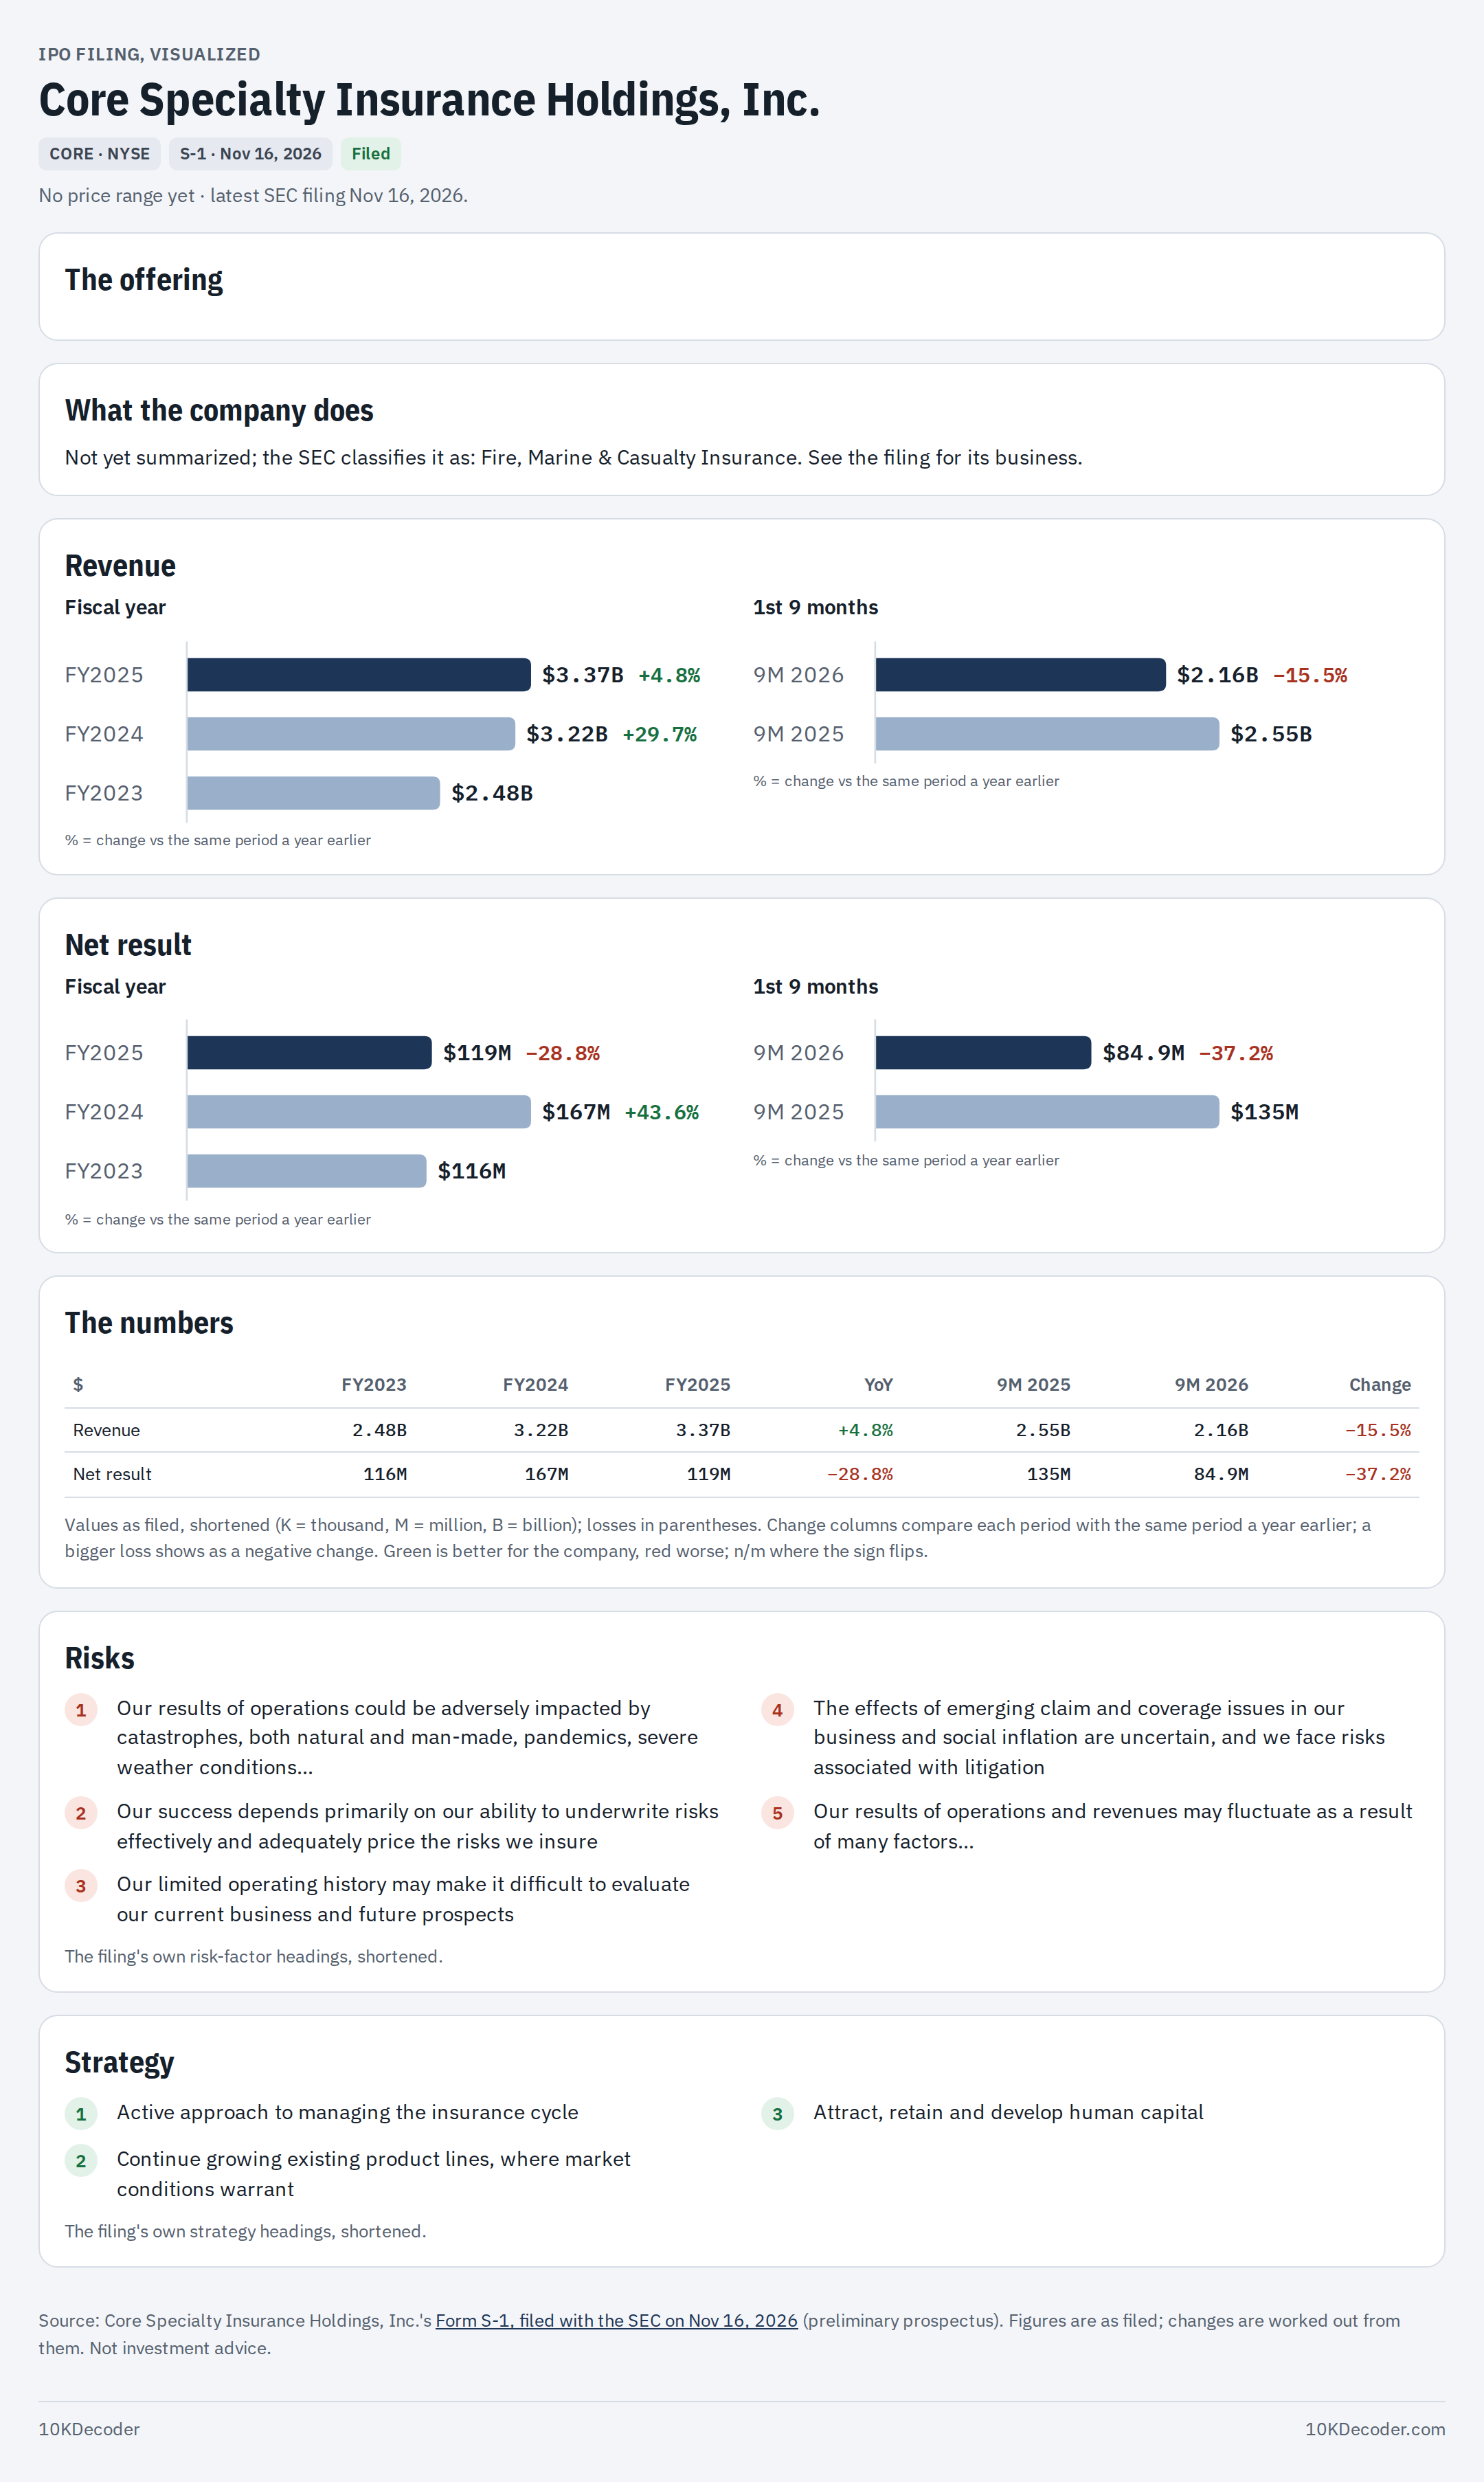 IPO FILING, VISUALIZED
Core Specialty Insurance Holdings, Inc.
CORE · NYSE S-1 · Nov 16, 2026 Filed
No price range yet · latest SEC filing Nov 16, 2026.
The offering
What the company does
Not yet summarized; the SEC classifies it as: Fire, Marine & Casualty Insurance. See the filing for its business.
Revenue
Fiscal year
FY2025 $3.37B +4.8%
FY2024 $3.22B +29.7%
FY2023 $2.48B
% = change vs the same period a year earlier
1st 9 months
9M 2026 $2.16B −15.5%
9M 2025 $2.55B
% = change vs the same period a year earlier
Net result
Fiscal year
FY2025 $119M −28.8%
FY2024 $167M +43.6%
FY2023 $116M
% = change vs the same period a year earlier
1st 9 months
9M 2026 $84.9M −37.2%
9M 2025 $135M
% = change vs the same period a year earlier
The numbers
$ FY2023 FY2024 FY2025 YoY 9M 2025 9M 2026 Change
Revenue 2.48B 3.22B 3.37B +4.8% 2.55B 2.16B −15.5%
Net result 116M 167M 119M −28.8% 135M 84.9M −37.2%
Values as filed, shortened (K = thousand, M = million, B = billion); losses in parentheses. Change columns compare each period with the same period a year earlier; a
bigger loss shows as a negative change. Green is better for the company, red worse; n/m where the sign flips.
Risks
1 Our results of operations could be adversely impacted by
catastrophes, both natural and man-made, pandemics, severe
weather conditions…
2 Our success depends primarily on our ability to underwrite risks
effectively and adequately price the risks we insure
3 Our limited operating history may make it difficult to evaluate
our current business and future prospects
4 The effects of emerging claim and coverage issues in our
business and social inflation are uncertain, and we face risks
associated with litigation
5 Our results of operations and revenues may fluctuate as a result
of many factors…
The filing's own risk-factor headings, shortened.
Strategy
1 Active approach to managing the insurance cycle
2 Continue growing existing product lines, where market
conditions warrant
3 Attract, retain and develop human capital
The filing's own strategy headings, shortened.
Source: Core Specialty Insurance Holdings, Inc.'s Form S-1, filed with the SEC on Nov 16, 2026 (preliminary prospectus). Figures are as filed; changes are worked out from
them. Not investment advice.
10KDecoder 10KDecoder.com